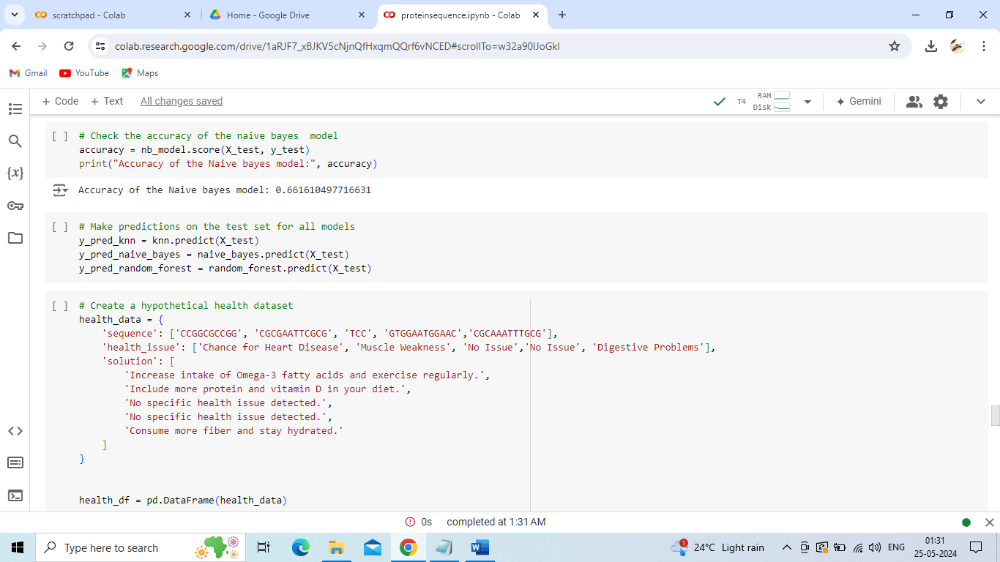 scratchpad - Colab
Home - Google Drive
proteinsequence.ipynb - Colab
colab.research.google.com/drive/1aRJF7_xBJKV5cNjnQfHxqmQQrf6vNCED#scrollTo=w32a90IJoGkl
Gmail YouTube Maps
+ Code + Text All changes saved
T4 RAM Disk Gemini
[ ] # Check the accuracy of the naive bayes  model
accuracy = nb_model.score(X_test, y_test)
print("Accuracy of the Naive bayes model:", accuracy)
Accuracy of the Naive bayes model: 0.661610497716631
[ ] # Make predictions on the test set for all models
y_pred_knn = knn.predict(X_test)
y_pred_naive_bayes = naive_bayes.predict(X_test)
y_pred_random_forest = random_forest.predict(X_test)
[ ] # Create a hypothetical health dataset
health_data = {
    'sequence': ['CCGGCGCCGG', 'CGCGAATTCGCG', 'TCC', 'GTGGAATGGAAC','CGCAAATTTGCG'],
    'health_issue': ['Chance for Heart Disease', 'Muscle Weakness', 'No Issue','No Issue', 'Digestive Problems'],
    'solution': [
        'Increase intake of Omega-3 fatty acids and exercise regularly.',
        'Include more protein and vitamin D in your diet.',
        'No specific health issue detected.',
        'No specific health issue detected.',
        'Consume more fiber and stay hydrated.'
    ]
}
health_df = pd.DataFrame(health_data)
0s completed at 1:31 AM
Type here to search
1
24°C Light rain
ENG
01:31
25-05-2024